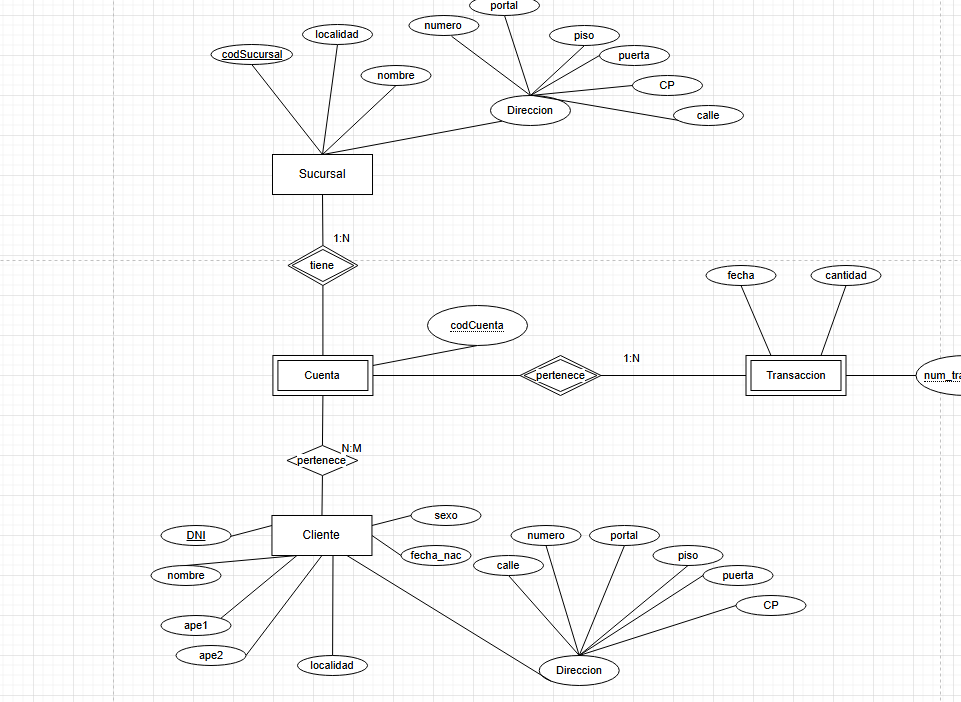 portal
numero
localidad
piso
codSucursal
puerta
nombre
CP
Direccion
calle
Sucursal
1:N
tiene
fecha
cantidad
codCuenta
1:N
Cuenta
pertenece
Transaccion
num_tra
N:M
pertenece
sexo
DNI
Cliente
numero
portal
fecha_nac
piso
calle
nombre
puerta
CP
ape1
ape2
localidad
Direccion